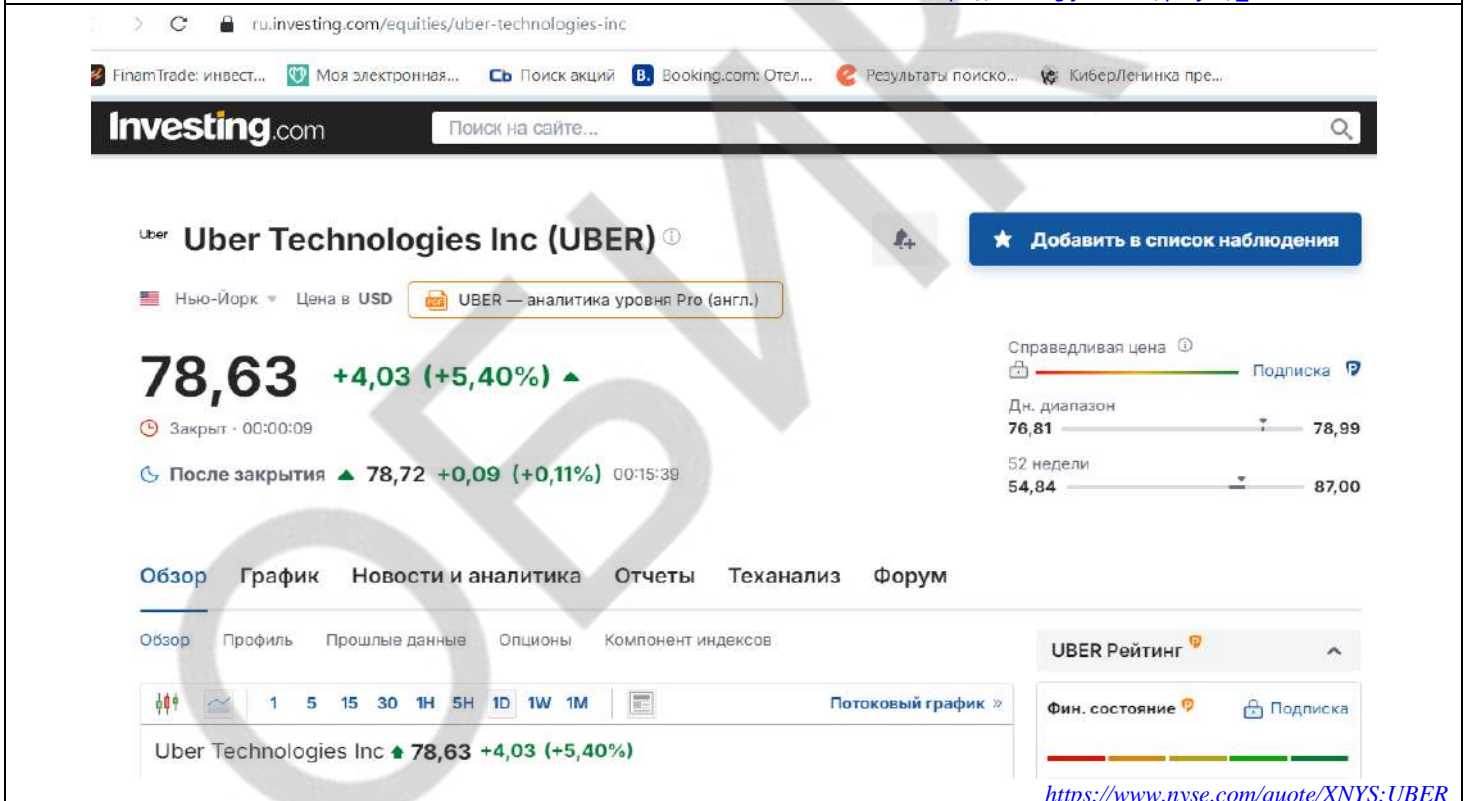 ru.investing.com/equities/uber-technologies-inc
FinamTrade: инвест... Моя электронная... Сb Поиск акций B. Booking.com: Отел... Результаты поиско... КиберЛенинка пре...
Investing.com Поиск на сайте...
Uber Uber Technologies Inc (UBER) Добавить в список наблюдения
Нью-Йорк Цена в USD UBER — аналитика уровня Pro (англ.)
78,63 +4,03 (+5,40%)
Закрыт · 00:00:09
После закрытия 78,72 +0,09 (+0,11%) 00:15:39
Справедливая цена
Подписка
Дн. диапазон
76,81 78,99
52 недели
54,84 87,00
Обзор График Новости и аналитика Отчеты Теханализ Форум
Обзор Профиль Прошлые данные Опционы Компонент индексов
1 5 15 30 1H 5H 1D 1W 1M Потоковый график »
Uber Technologies Inc 78,63 +4,03 (+5,40%)
UBER Рейтинг
Фин. состояние Подписка
https://www.nyse.com/quote/XNYS:UBER
ОБИК